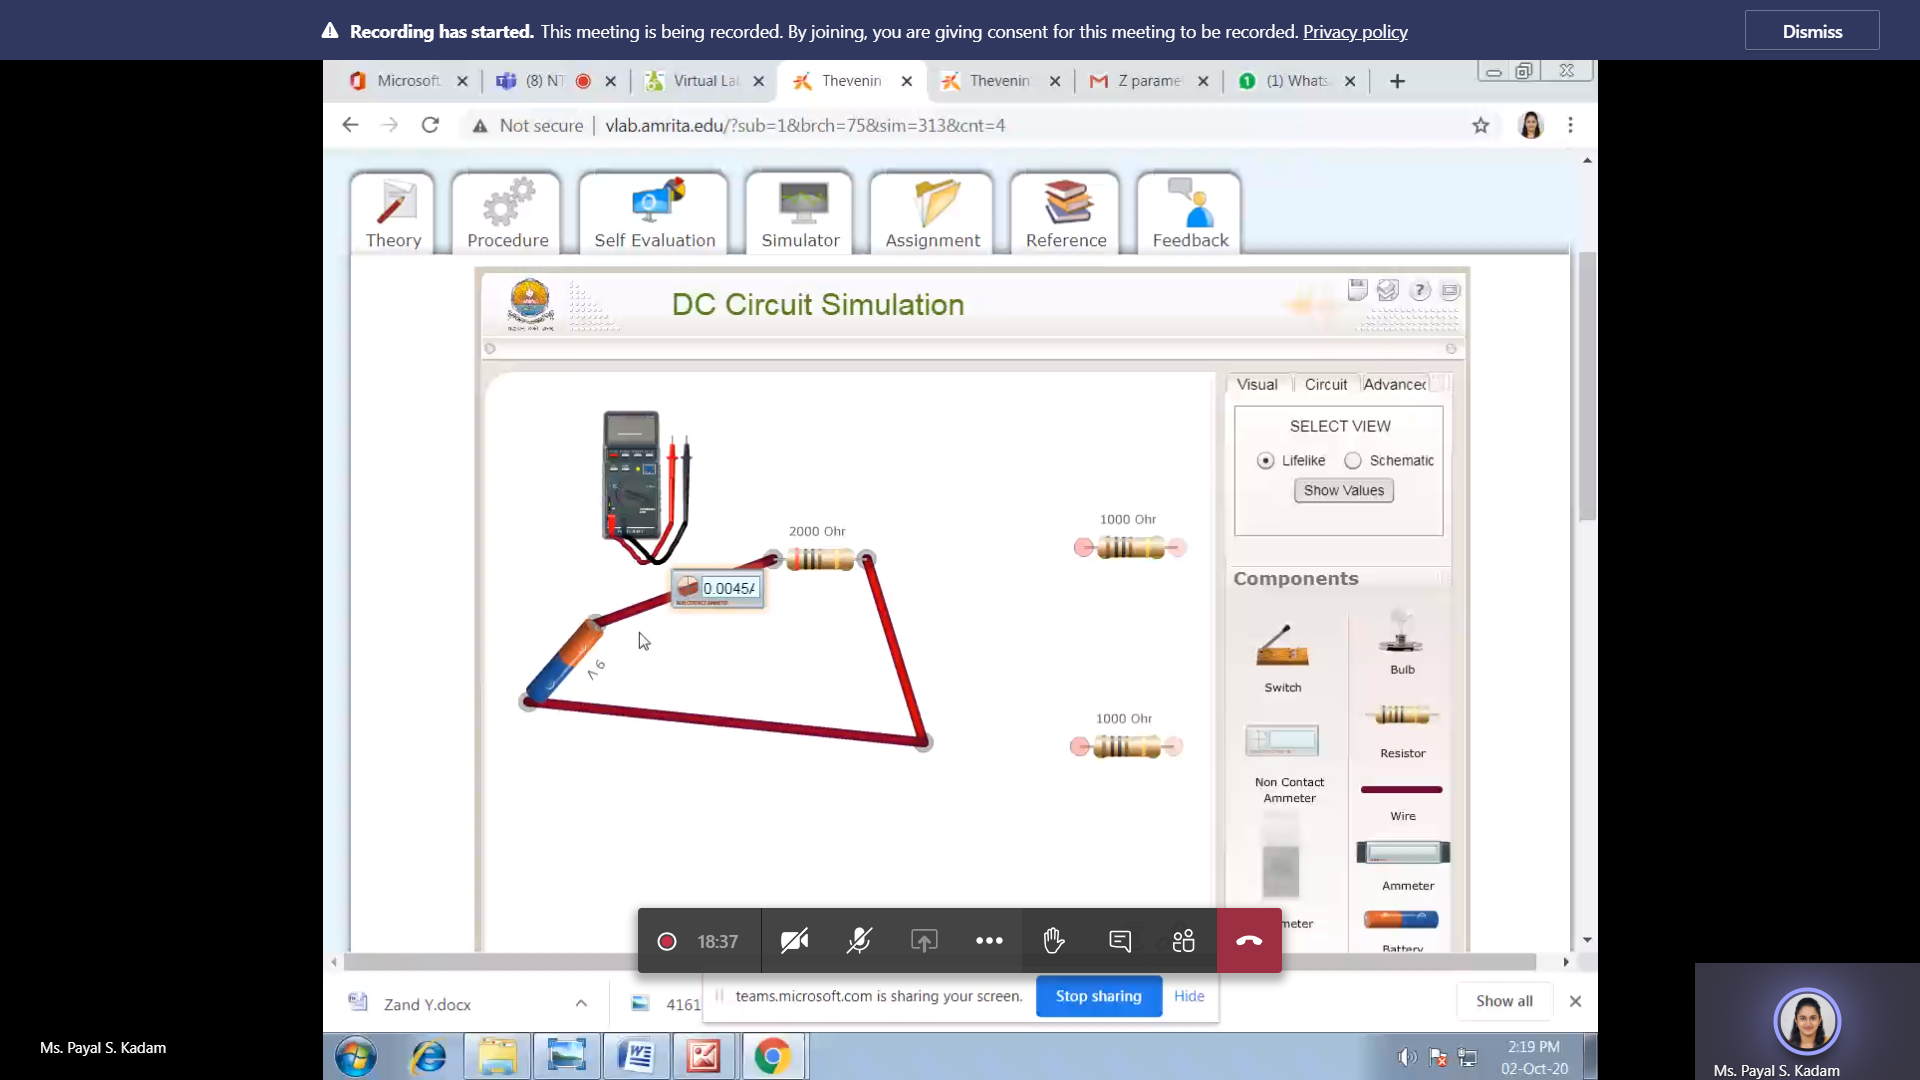 Recording has started. This meeting is being recorded. By joining, you are giving consent for this meeting to be recorded. Privacy policy
Dismiss
Microsoft
(8) NT
Virtual La
Thevenin
Thevenin
Z parame
(1) Whats
Not secure | vlab.amrita.edu/?sub=1&brch=75&sim=313&cnt=4
Theory
Procedure
Self Evaluation
Simulator
Assignment
Reference
Feedback
DC Circuit Simulation
Visual
Circuit
Advanced
SELECT VIEW
Lifelike
Schematic
Show Values
2000 Ohr
0.0045A
9 V
1000 Ohr
1000 Ohr
Components
Switch
Bulb
Resistor
Non Contact
Ammeter
Wire
Ammeter
meter
Battery
18:37
teams.microsoft.com is sharing your screen.
Stop sharing
Hide
Zand Y.docx
4161
Show all
Ms. Payal S. Kadam
2:19 PM
02-Oct-20
Ms. Payal S. Kadam